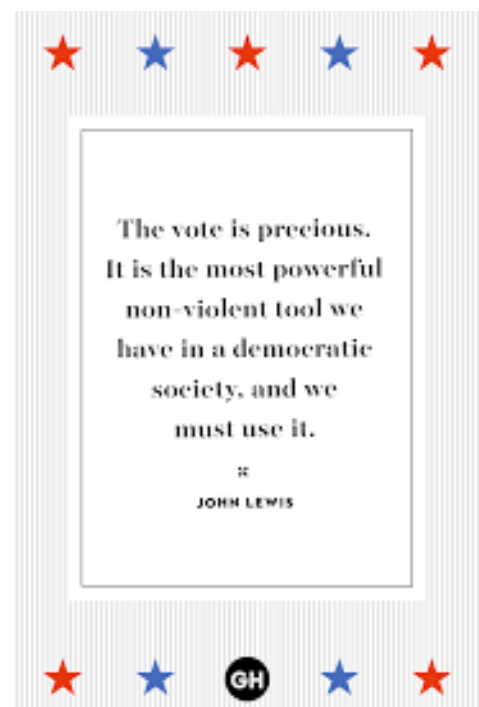 The vote is precious.
It is the most powerful
non-violent tool we
have in a democratic
society, and we
must use it.
JOHN LEWIS
GH